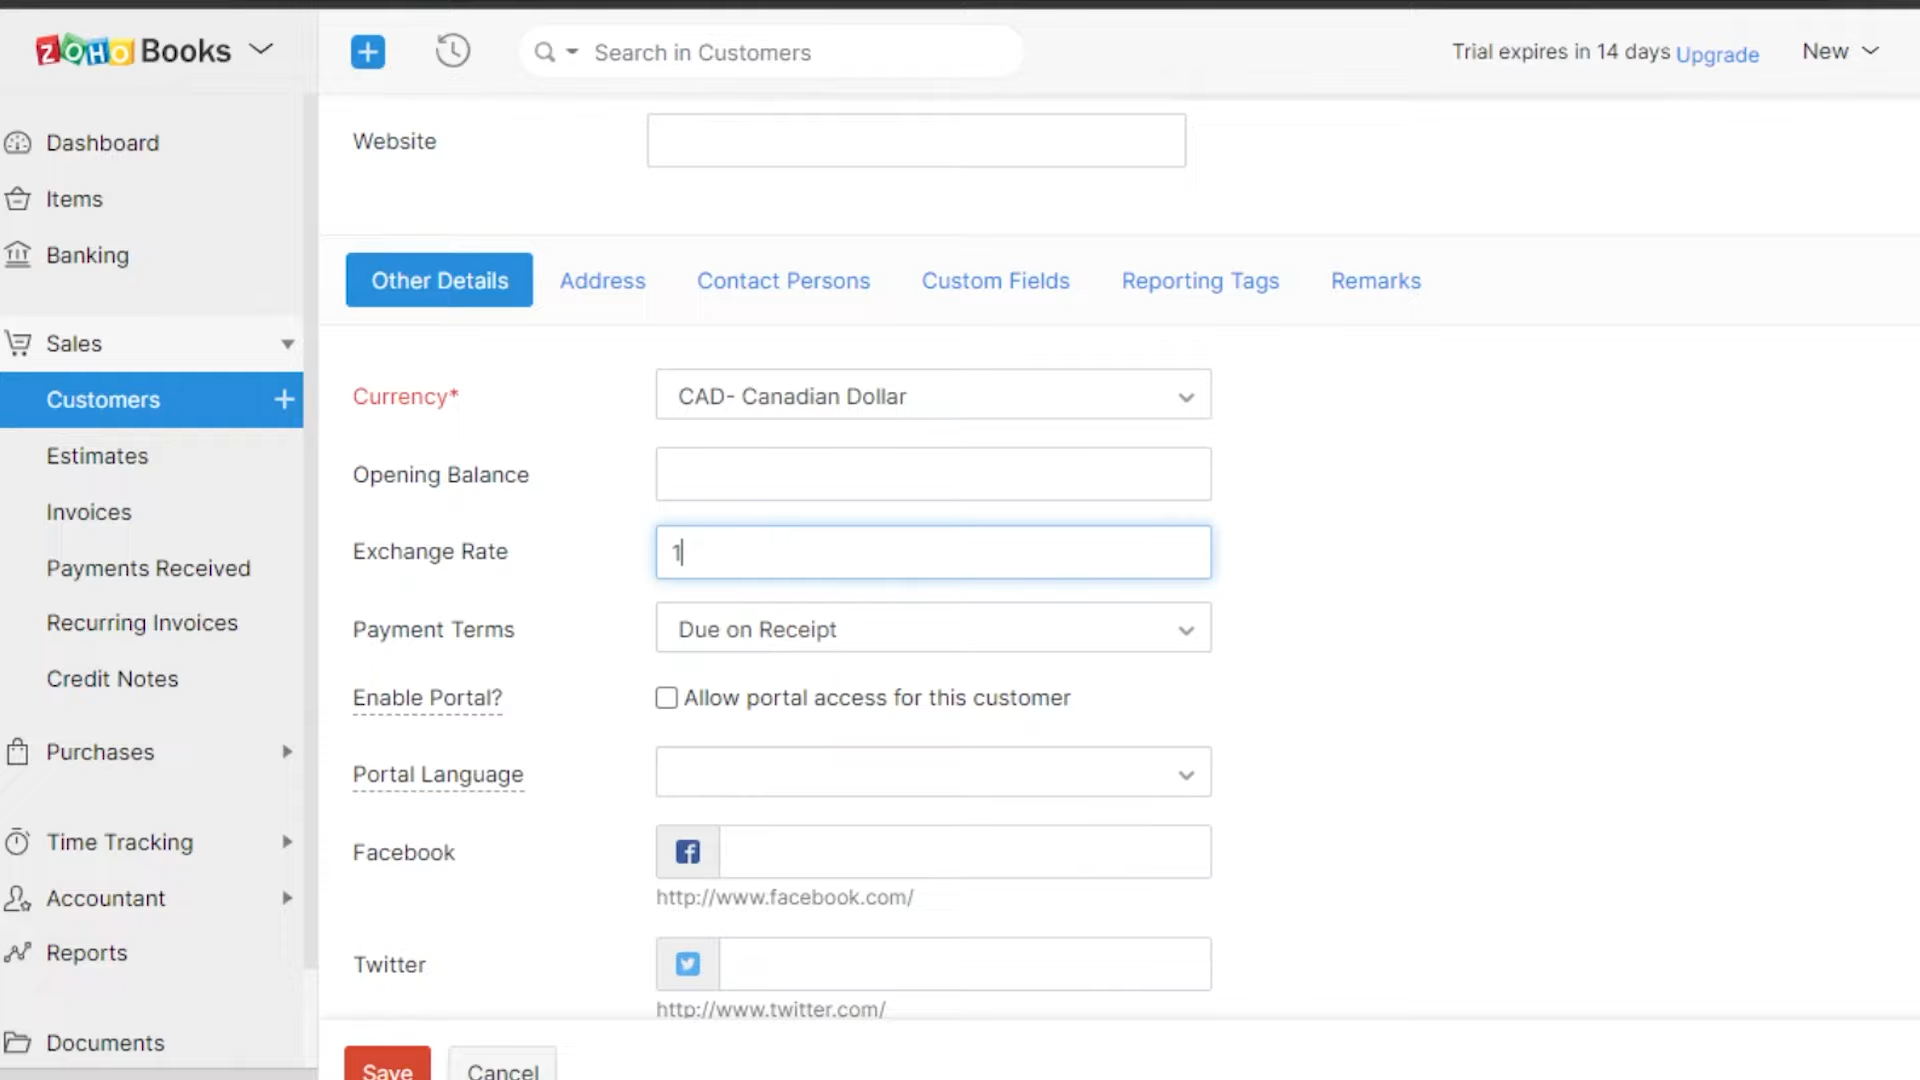 ZOHO Books
Search in Customers
Trial expires in 14 days Upgrade
New
Dashboard
Items
Banking
Sales
Customers +
Estimates
Invoices
Payments Received
Recurring Invoices
Credit Notes
Purchases
Time Tracking
Accountant
Reports
Documents
Website
Other Details
Address
Contact Persons
Custom Fields
Reporting Tags
Remarks
Currency*
CAD- Canadian Dollar
Opening Balance
Exchange Rate
1
Payment Terms
Due on Receipt
Enable Portal?
Allow portal access for this customer
Portal Language
Facebook
http://www.facebook.com/
Twitter
http://www.twitter.com/
Save
Cancel